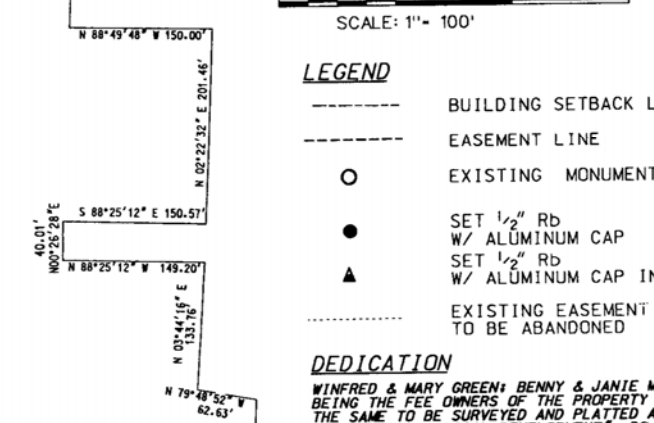 SCALE: 1"- 100'
N 88°49'48" W 150.00'
N 02°22'32" E 201.46'
S 88°25'12" E 150.57'
40.01'
N00°26'28"E
N 88°25'12" W 149.20'
N 03°44'16" E
133.76'
N 79°48'52" W
62.63'
LEGEND
BUILDING SETBACK L
EASEMENT LINE
EXISTING MONUMENT
SET 1/2" Rb
W/ ALUMINUM CAP
SET 1/2" Rb
W/ ALUMINUM CAP IN
EXISTING EASEMENT
TO BE ABANDONED
DEDICATION
WINFRED & MARY GREEN; BENNY & JANIE M
BEING THE FEE OWNERS OF THE PROPERTY
THE SAME TO BE SURVEYED AND PLATTED A